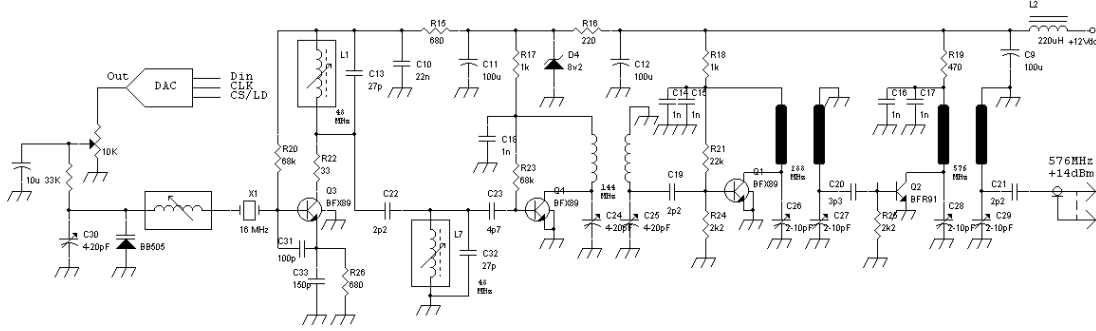 L2
220uH
+12Vdc
R15
680
R16
220
L1
48
MHz
C13
27p
C10
22n
C11
100u
R17
1k
D4
8v2
C12
100u
R18
1k
R19
470
C9
100u
Out
DAC
Din
CLK
CS/LD
10K
10u
33K
R20
68k
R22
33
C18
1n
R23
68k
C14
1n
C15
1n
C16
1n
C17
1n
R21
22k
X1
16 MHz
Q3
BFX89
C22
2p2
C23
4p7
Q4
BFX89
144
MHz
C19
2p2
Q1
BFX89
288
MHz
C20
3p3
Q2
BFR91
576
MHz
C21
2p2
576MHz
+14dBm
C30
4-20pF
BB505
C31
100p
C33
150p
R26
680
L7
48
MHz
C32
27p
C24
4-20pF
C25
4-20pF
R24
2k2
C26
2-10pF
C27
2-10pF
R25
2k2
C28
2-10pF
C29
2-10pF